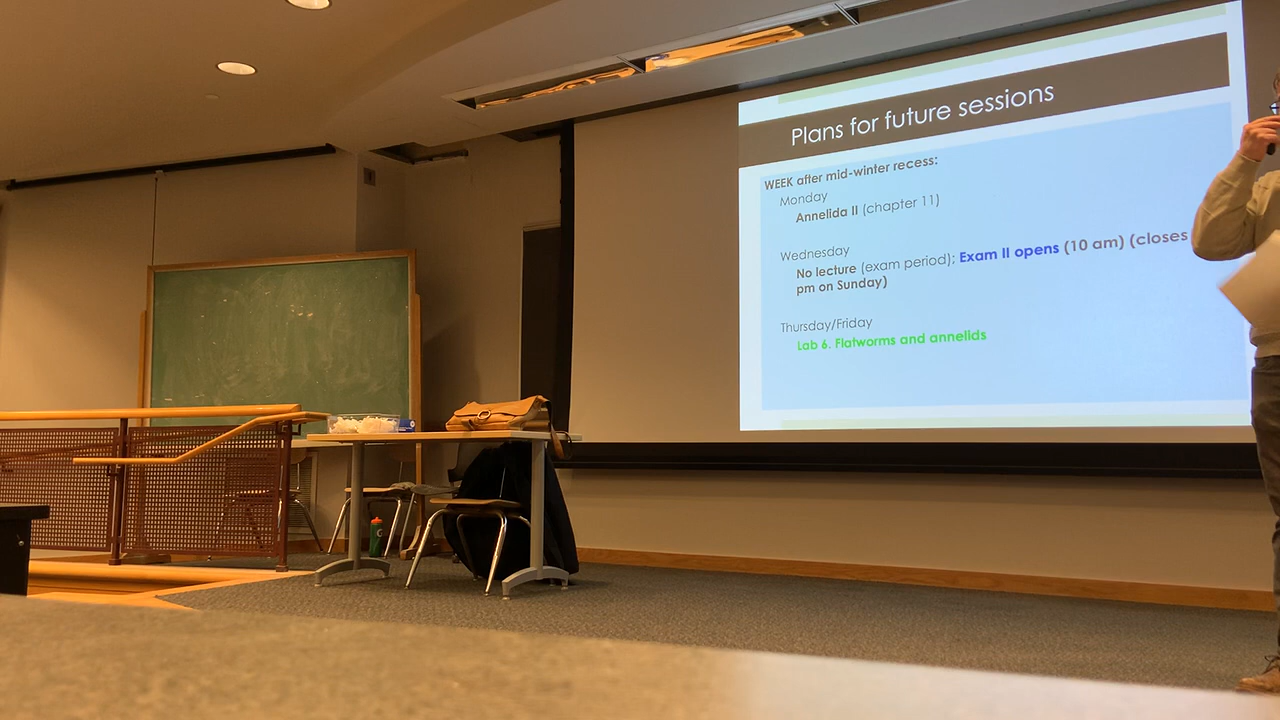 Plans for future sessions
WEEK after mid-winter recess:
Monday
Annelida II (chapter 11)
Wednesday
No lecture (exam period); Exam II opens (10 am) (closes
pm on Sunday)
Thursday/Friday
Lab 6. Flatworms and annelids